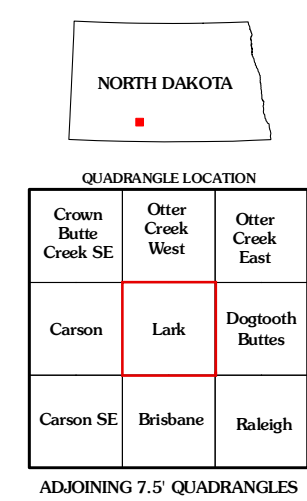 NORTH DAKOTA
QUADRANGLE LOCATION
Crown
Butte
Creek SE
Otter
Creek
West
Otter
Creek
East
Carson
Lark
Dogtooth
Buttes
Carson SE
Brisbane
Raleigh
ADJOINING 7.5' QUADRANGLES